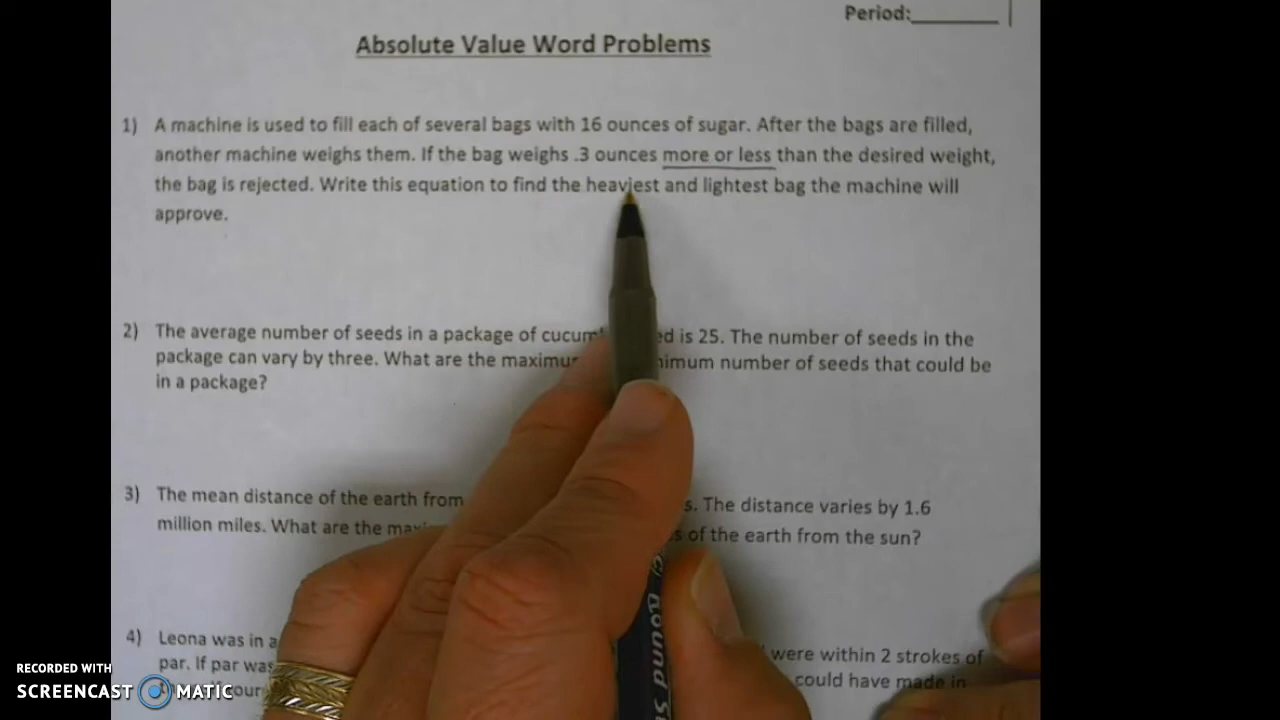 Period:
Absolute Value Word Problems
1) A machine is used to fill each of several bags with 16 ounces of sugar. After the bags are filled,
another machine weighs them. If the bag weighs .3 ounces more or less than the desired weight,
the bag is rejected. Write this equation to find the heaviest and lightest bag the machine will
approve.
2) The average number of seeds in a package of is 25. The number of seeds in the
package can vary by three. What are the number of seeds that could be
in a package?
3) The mean distance of the earth from The distance varies by 1.6
million miles. What are the of the earth from the sun?
4) Leona was in a were within 2 strokes of
par. If par was could have made in
RECORDED WITH
SCREENCAST MATIC